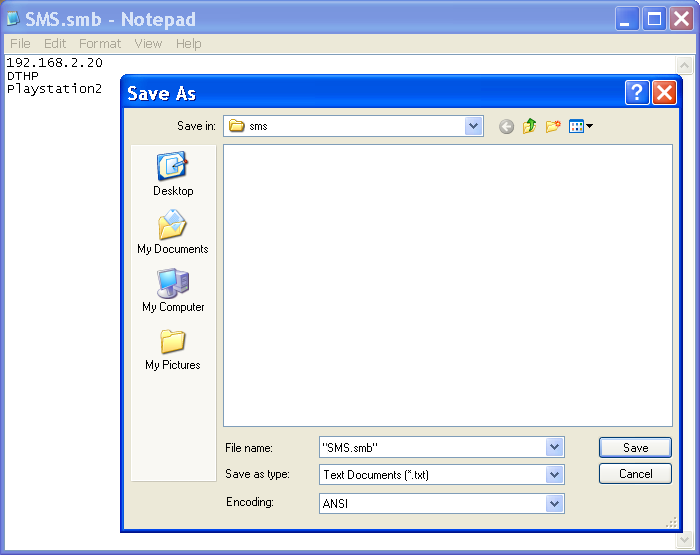 SMS.smb - Notepad
File Edit Format View Help
192.168.2.20
DTHP
Playstation2
Save As
Save in: sms
Desktop
My Documents
My Computer
My Pictures
File name: "SMS.smb" Save
Save as type: Text Documents (*.txt) Cancel
Encoding: ANSI